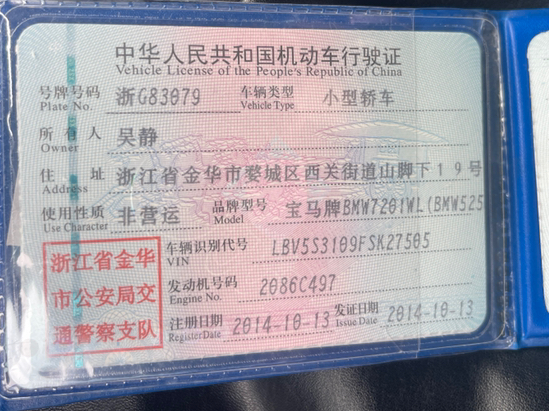 中华人民共和国机动车行驶证
Vehicle License of the People's Republic of China
号牌号码 浙G83079 车辆类型 小型轿车
Plate No. Vehicle Type
所有人 吴静
Owner
住址 浙江省金华市婺城区西关街道山脚下19号
Address
使用性质 非营运 品牌型号 宝马牌BMW7201WL(BMW525
Use Character Model
浙江省金华
市公安局交
通警察支队
车辆识别代号 LBV5S3109FSK27505
VIN
发动机号码 2086C497
Engine No.
注册日期 2014-10-13 发证日期 2014-10-13
Register Date Issue Date